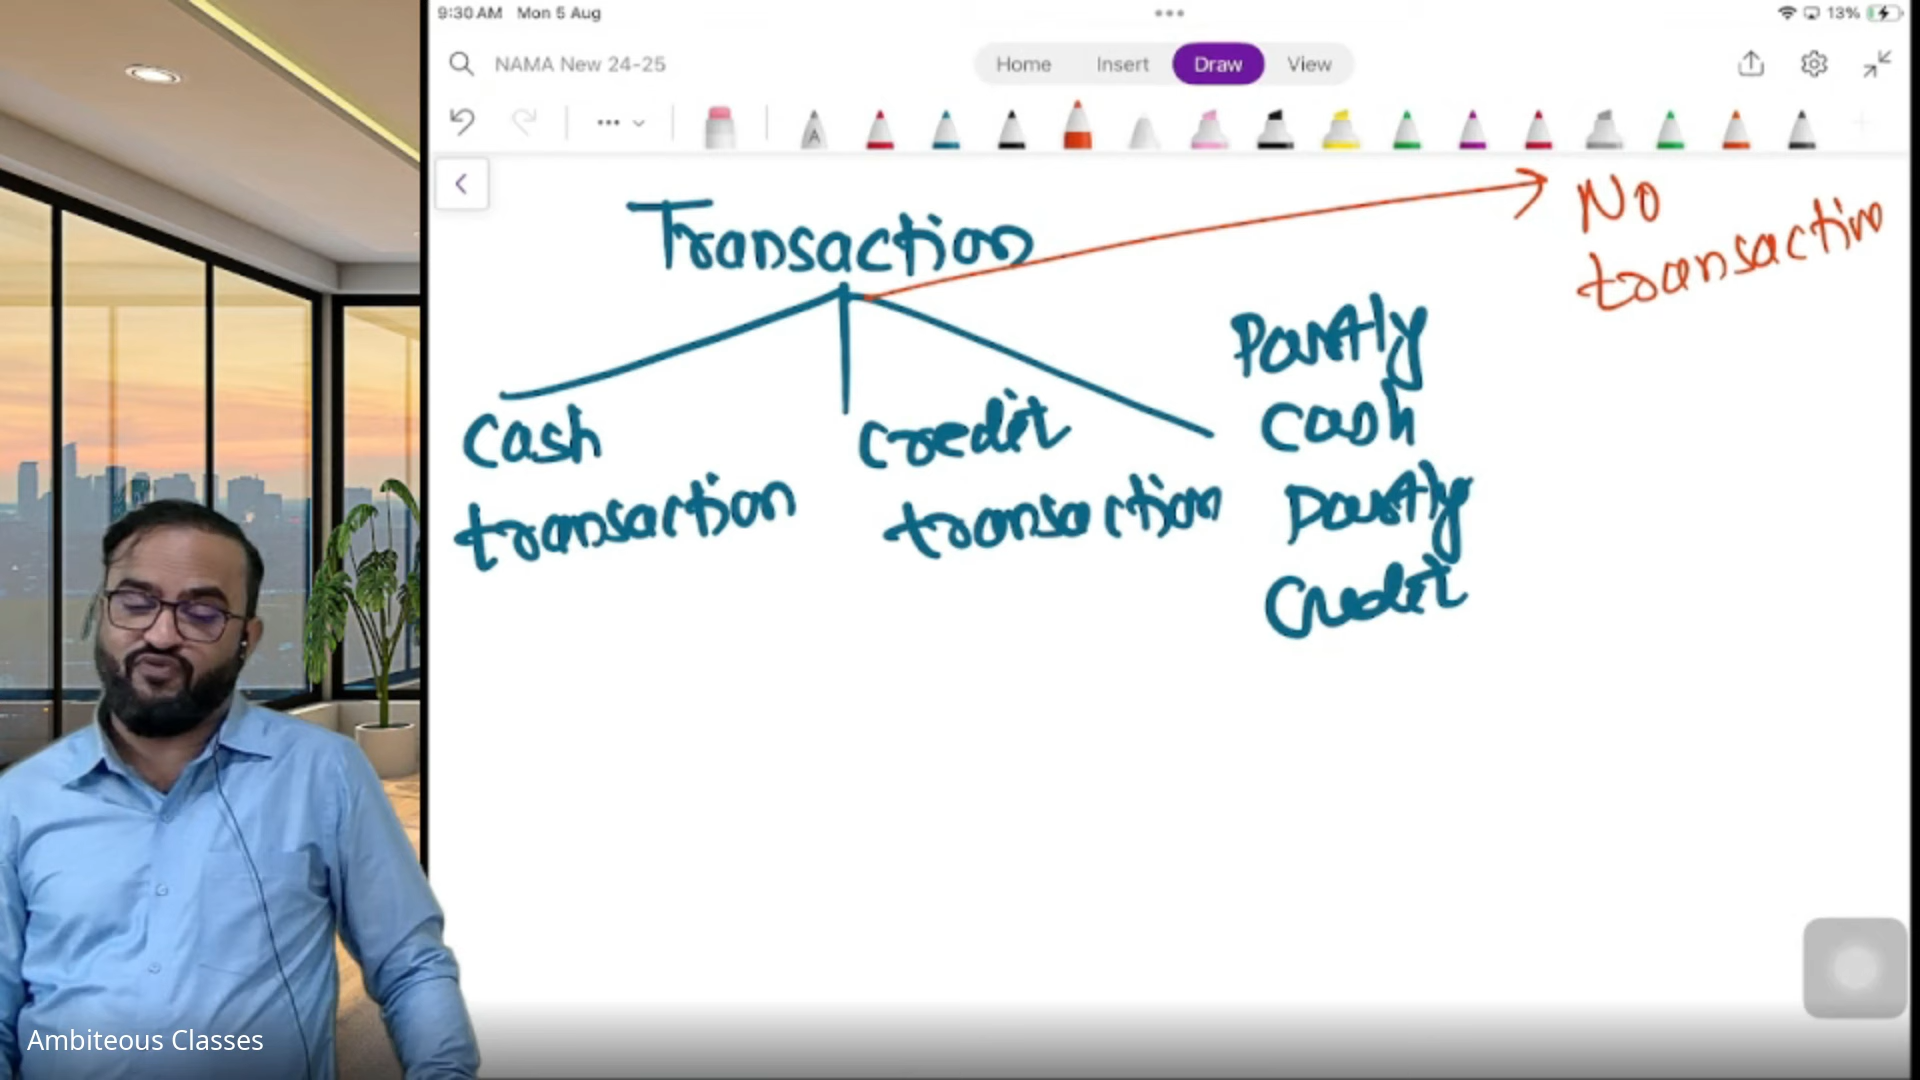 9:30 AM Mon 5 Aug
13%
NAMA New 24-25
Home Insert Draw View
A
Transaction
No
transaction
Cash
transaction
credit
transaction
Partly
Cash
Partly
Credit
Ambiteous Classes